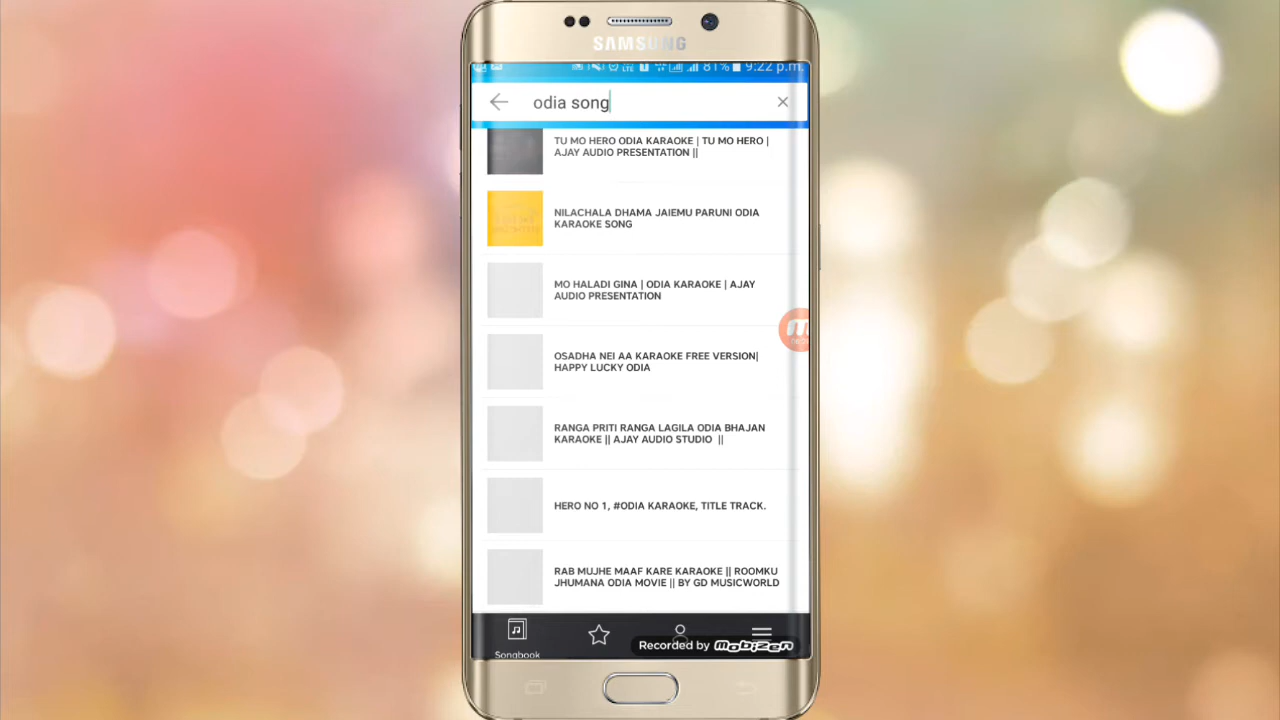 SAMSUNG
81% 9:22 p.m.
odia song
TU MO HERO ODIA KARAOKE | TU MO HERO |
AJAY AUDIO PRESENTATION ||
NILACHALA DHAMA JAIEMU PARUNI ODIA
KARAOKE SONG
MO HALADI GINA | ODIA KARAOKE | AJAY
AUDIO PRESENTATION
OSADHA NEI AA KARAOKE FREE VERSION|
HAPPY LUCKY ODIA
RANGA PRITI RANGA LAGILA ODIA BHAJAN
KARAOKE || AJAY AUDIO STUDIO ||
HERO NO 1, #ODIA KARAOKE, TITLE TRACK.
RAB MUJHE MAAF KARE KARAOKE || ROOMKU
JHUMANA ODIA MOVIE || BY GD MUSICWORLD
Recorded by mobizen
Songbook